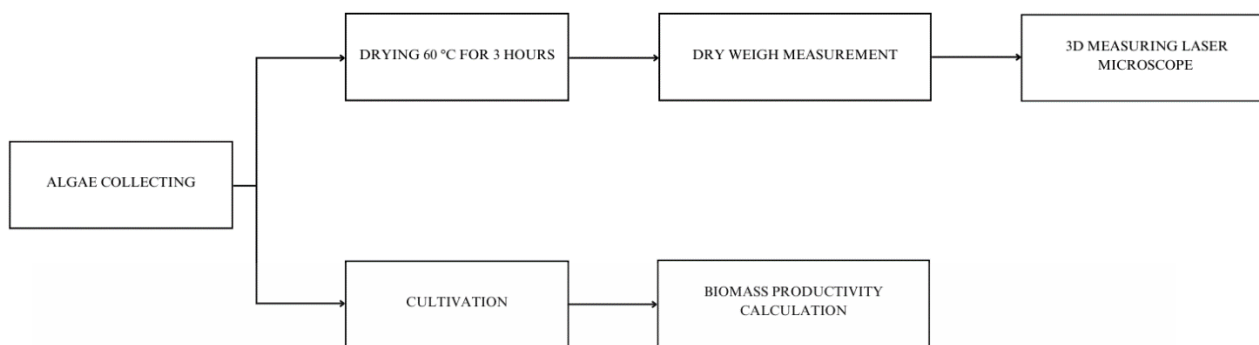 DRYING 60 °C FOR 3 HOURS
DRY WEIGH MEASUREMENT
3D MEASURING LASER
MICROSCOPE
ALGAE COLLECTING
CULTIVATION
BIOMASS PRODUCTIVITY
CALCULATION